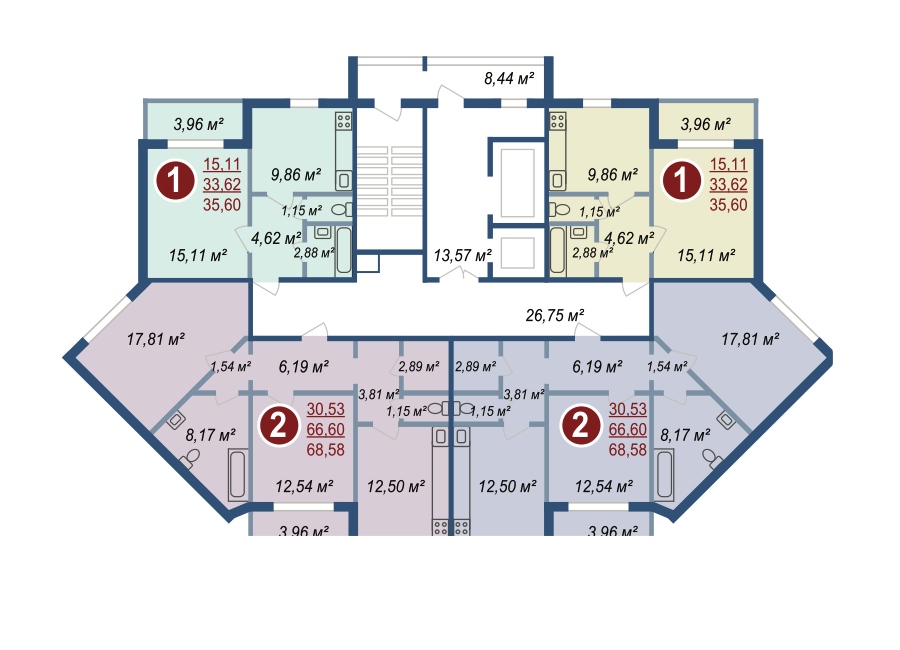 8,44 м²
3,96 м²
3,96 м²
9,86 м²
9,86 м²
1
15,11
33,62
35,60
1
15,11
33,62
35,60
1,15 м²
1,15 м²
4,62 м²
4,62 м²
2,88 м²
2,88 м²
15,11 м²
13,57 м²
15,11 м²
26,75 м²
17,81 м²
17,81 м²
1,54 м²
6,19 м²
2,89 м²
2,89 м²
6,19 м²
1,54 м²
3,81 м²
3,81 м²
1,15 м²
1,15 м²
2
30,53
66,60
68,58
2
30,53
66,60
68,58
8,17 м²
8,17 м²
12,54 м²
12,50 м²
12,50 м²
12,54 м²
3,96 м²
3,96 м²